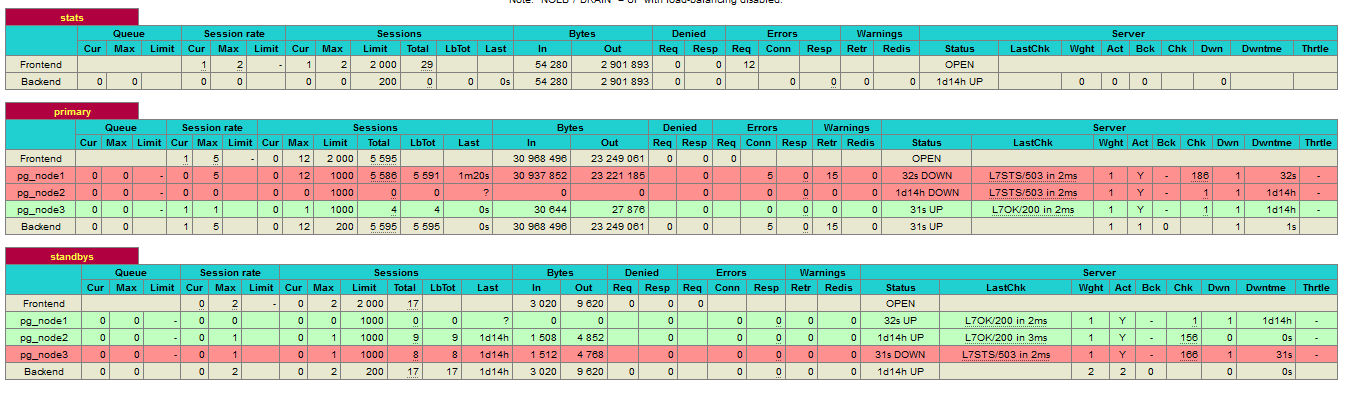 Note: "NOLB"/"DRAIN" = UP with load-balancing disabled.
stats
Queue Session rate Sessions Bytes Denied Errors Warnings Server
Cur Max Limit Cur Max Limit Cur Max Limit Total LbTot Last In Out Req Resp Req Conn Resp Retr Redis Status LastChk Wght Act Bck Chk Dwn Dwntme Thrtle
Frontend 1 2 - 1 2 2 000 29 54 280 2 901 893 0 0 12 OPEN
Backend 0 0 0 0 0 0 200 0 0 0s 54 280 2 901 893 0 0 0 0 0 0 1d14h UP 0 0 0 0
primary
Queue Session rate Sessions Bytes Denied Errors Warnings Server
Cur Max Limit Cur Max Limit Cur Max Limit Total LbTot Last In Out Req Resp Req Conn Resp Retr Redis Status LastChk Wght Act Bck Chk Dwn Dwntme Thrtle
Frontend 1 5 - 0 12 2 000 5 595 30 968 496 23 249 061 0 0 0 OPEN
pg_node1 0 0 - 0 5 0 12 1000 5 586 5 591 1m20s 30 937 852 23 221 185 0 5 0 15 0 32s DOWN L7STS/503 in 2ms 1 Y - 186 1 32s -
pg_node2 0 0 - 0 0 0 0 1000 0 0 ? 0 0 0 0 0 0 0 1d14h DOWN L7STS/503 in 2ms 1 Y - 1 1 1d14h -
pg_node3 0 0 - 1 1 0 1 1000 4 4 0s 30 644 27 876 0 0 0 0 0 31s UP L7OK/200 in 2ms 1 Y - 1 1 1d14h -
Backend 0 0 1 5 0 12 200 5 595 5 595 0s 30 968 496 23 249 061 0 0 5 0 15 0 31s UP 1 1 0 1 1s
standbys
Queue Session rate Sessions Bytes Denied Errors Warnings Server
Cur Max Limit Cur Max Limit Cur Max Limit Total LbTot Last In Out Req Resp Req Conn Resp Retr Redis Status LastChk Wght Act Bck Chk Dwn Dwntme Thrtle
Frontend 0 2 - 0 2 2 000 17 3 020 9 620 0 0 0 OPEN
pg_node1 0 0 - 0 0 0 0 1000 0 0 ? 0 0 0 0 0 0 0 32s UP L7OK/200 in 2ms 1 Y - 1 1 1d14h -
pg_node2 0 0 - 0 1 0 1 1000 9 9 1d14h 1 508 4 852 0 0 0 0 0 1d14h UP L7OK/200 in 3ms 1 Y - 156 0 0s -
pg_node3 0 0 - 0 1 0 1 1000 8 8 1d14h 1 512 4 768 0 0 0 0 0 31s DOWN L7STS/503 in 2ms 1 Y - 166 1 31s -
Backend 0 0 0 2 0 2 200 17 17 1d14h 3 020 9 620 0 0 0 0 0 0 1d14h UP 2 2 0 0 0s